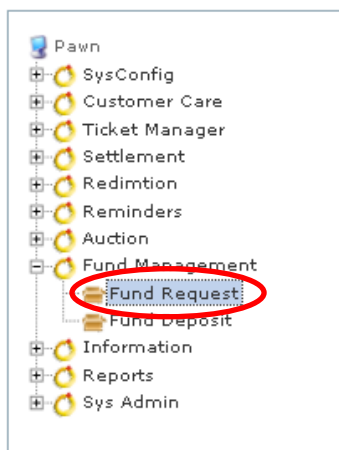 Pawn
SysConfig
Customer Care
Ticket Manager
Settlement
Redimtion
Reminders
Auction
Fund Management
Fund Request
Fund Deposit
Information
Reports
Sys Admin